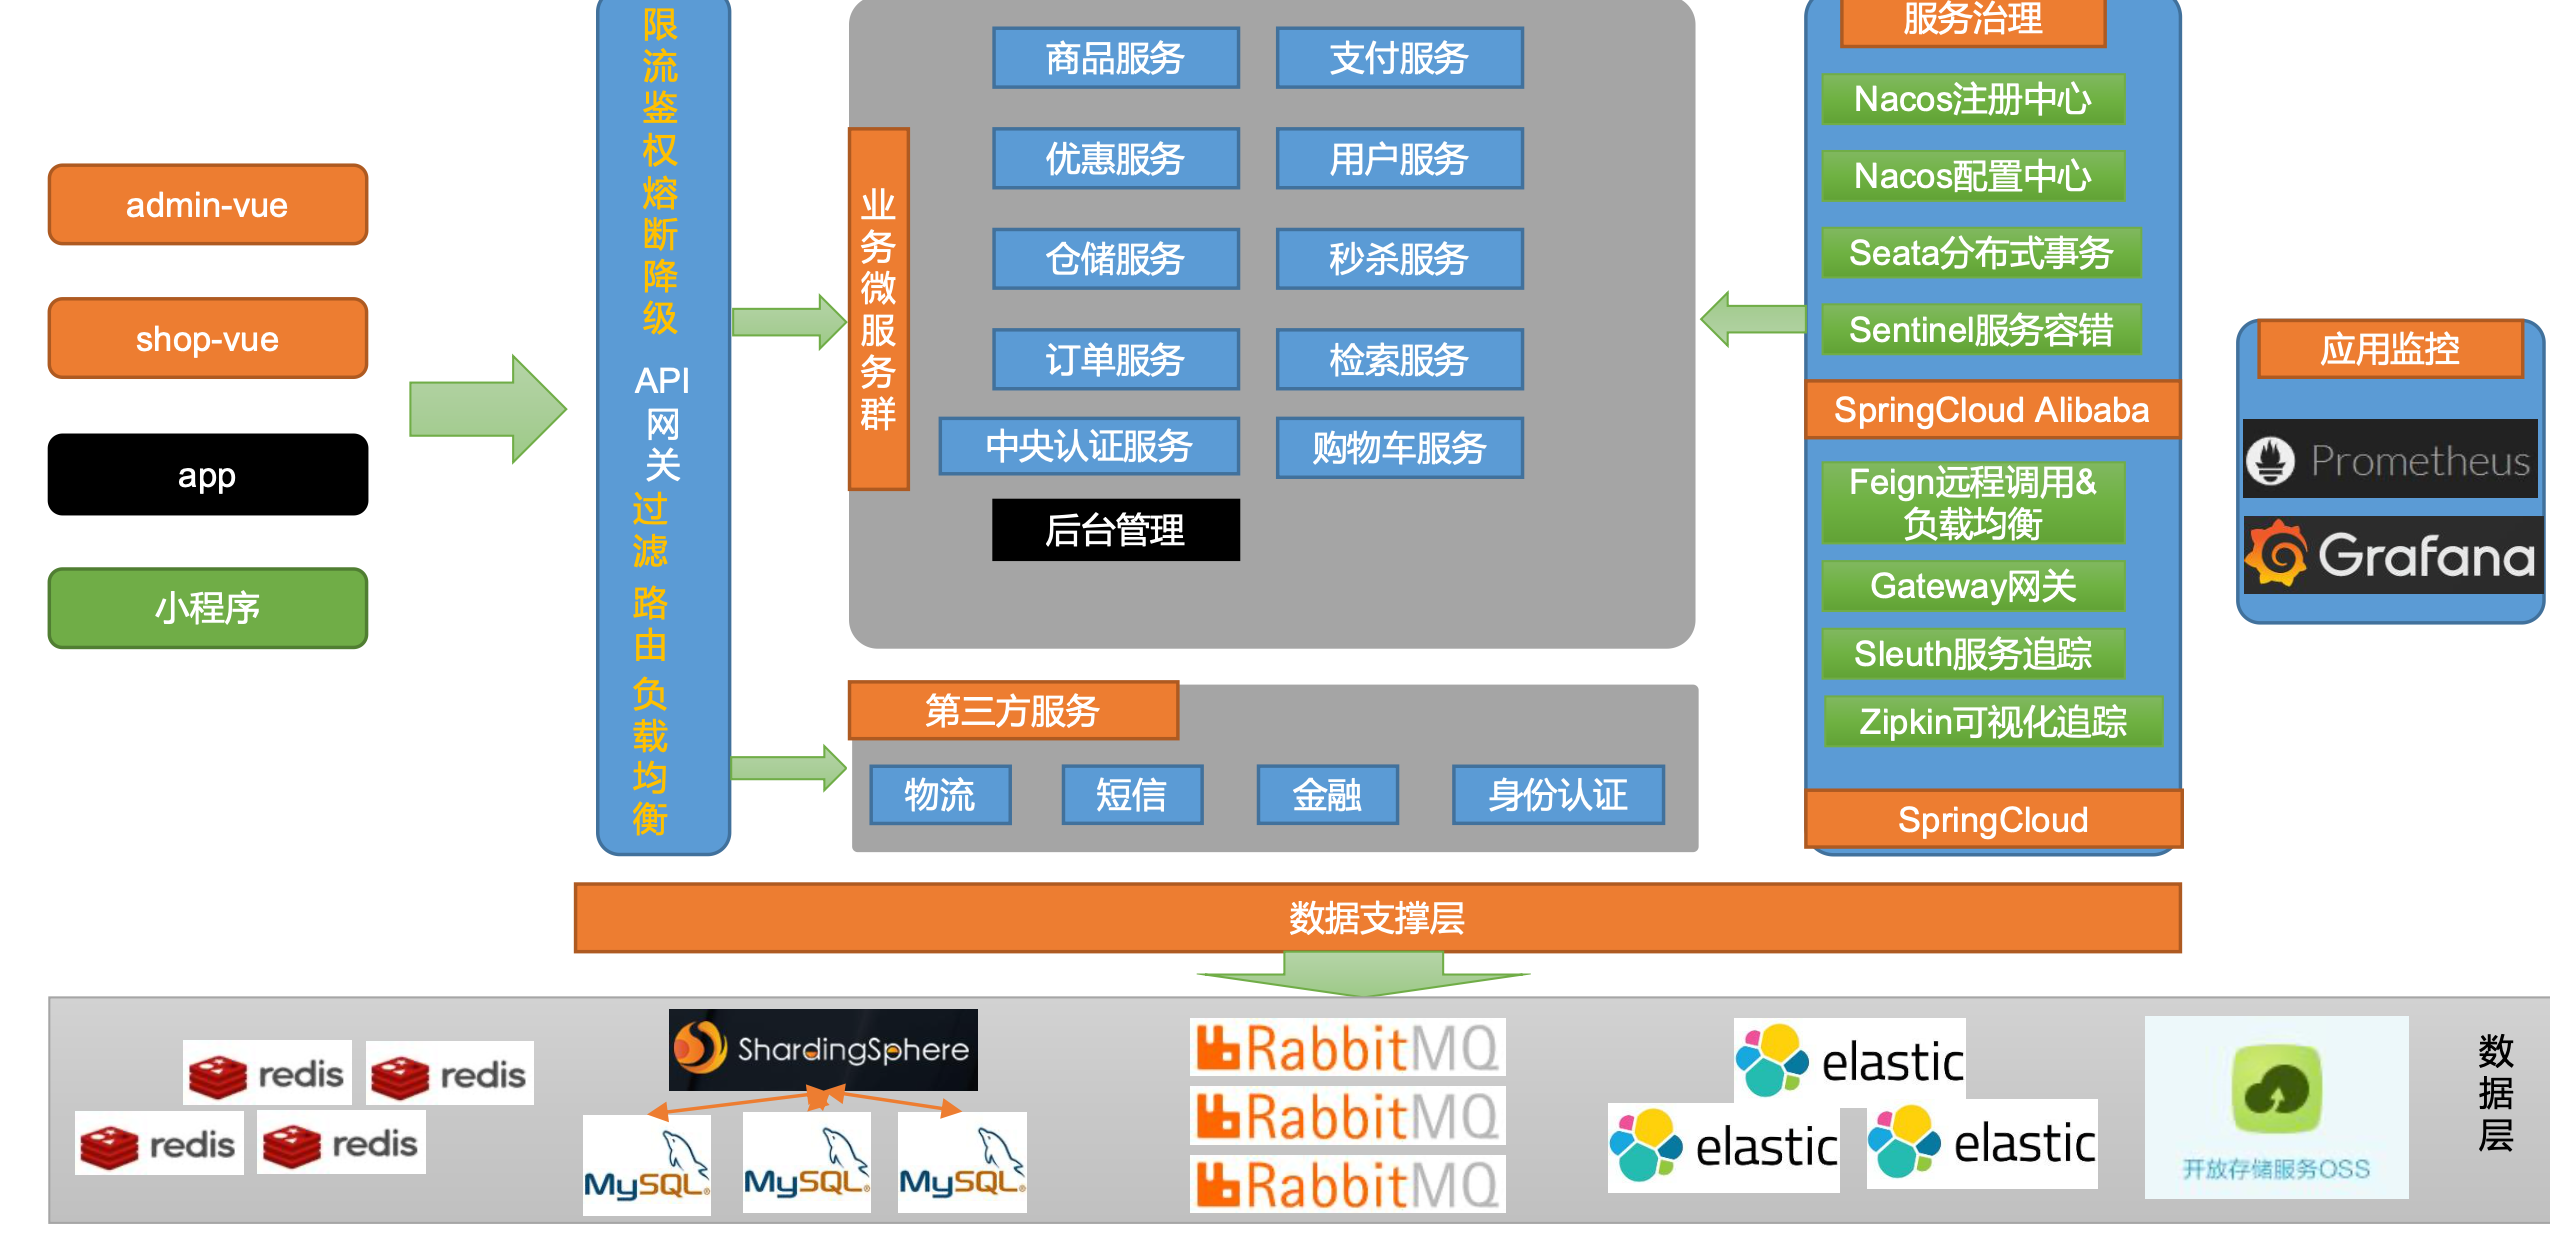 admin-vue
shop-vue
app
小程序
限流鉴权熔断降级
API
网关
过滤
路由
负载均衡
业务微服务群
商品服务
支付服务
优惠服务
用户服务
仓储服务
秒杀服务
订单服务
检索服务
中央认证服务
购物车服务
后台管理
第三方服务
物流
短信
金融
身份认证
服务治理
Nacos注册中心
Nacos配置中心
Seata分布式事务
Sentinel服务容错
SpringCloud Alibaba
Feign远程调用&
负载均衡
Gateway网关
Sleuth服务追踪
Zipkin可视化追踪
SpringCloud
应用监控
Prometheus
Grafana
数据支撑层
redis
redis
redis
redis
ShardingSphere
MySQL
MySQL
MySQL
RabbitMQ
RabbitMQ
RabbitMQ
elastic
elastic
elastic
开放存储服务OSS
数据层